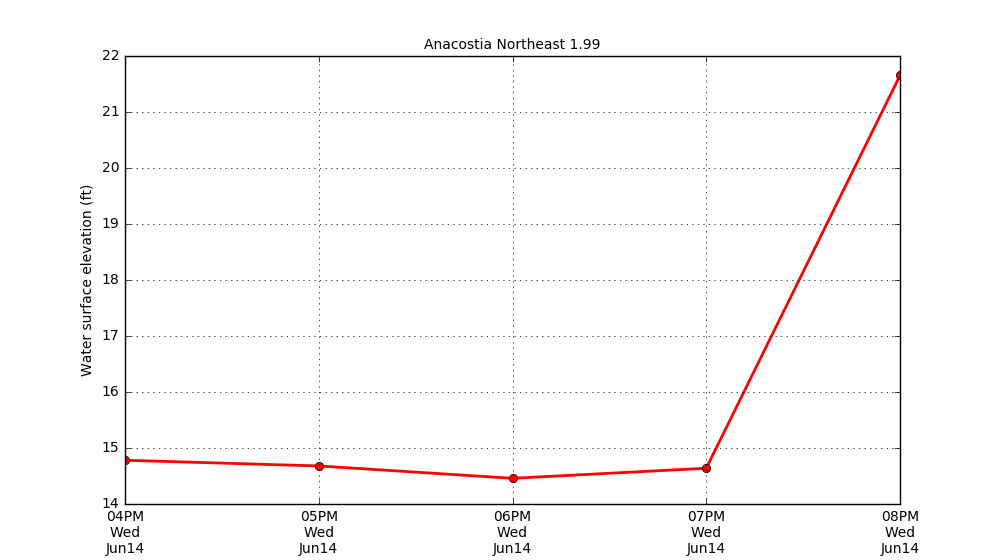 Anacostia Northeast 1.99
Water surface elevation (ft)
22
21
20
19
18
17
16
15
14
04PM
Wed
Jun14
05PM
Wed
Jun14
06PM
Wed
Jun14
07PM
Wed
Jun14
08PM
Wed
Jun14